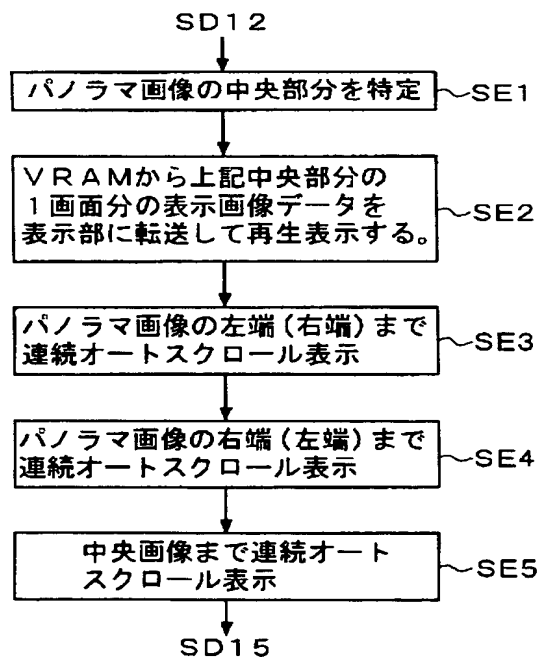 SD12
パノラマ画像の中央部分を特定
SE1
VRAMから上記中央部分の
1画面分の表示画像データを
表示部に転送して再生表示する。
SE2
パノラマ画像の左端(右端)まで
連続オートスクロール表示
SE3
パノラマ画像の右端(左端)まで
連続オートスクロール表示
SE4
中央画像まで連続オート
スクロール表示
SE5
SD15